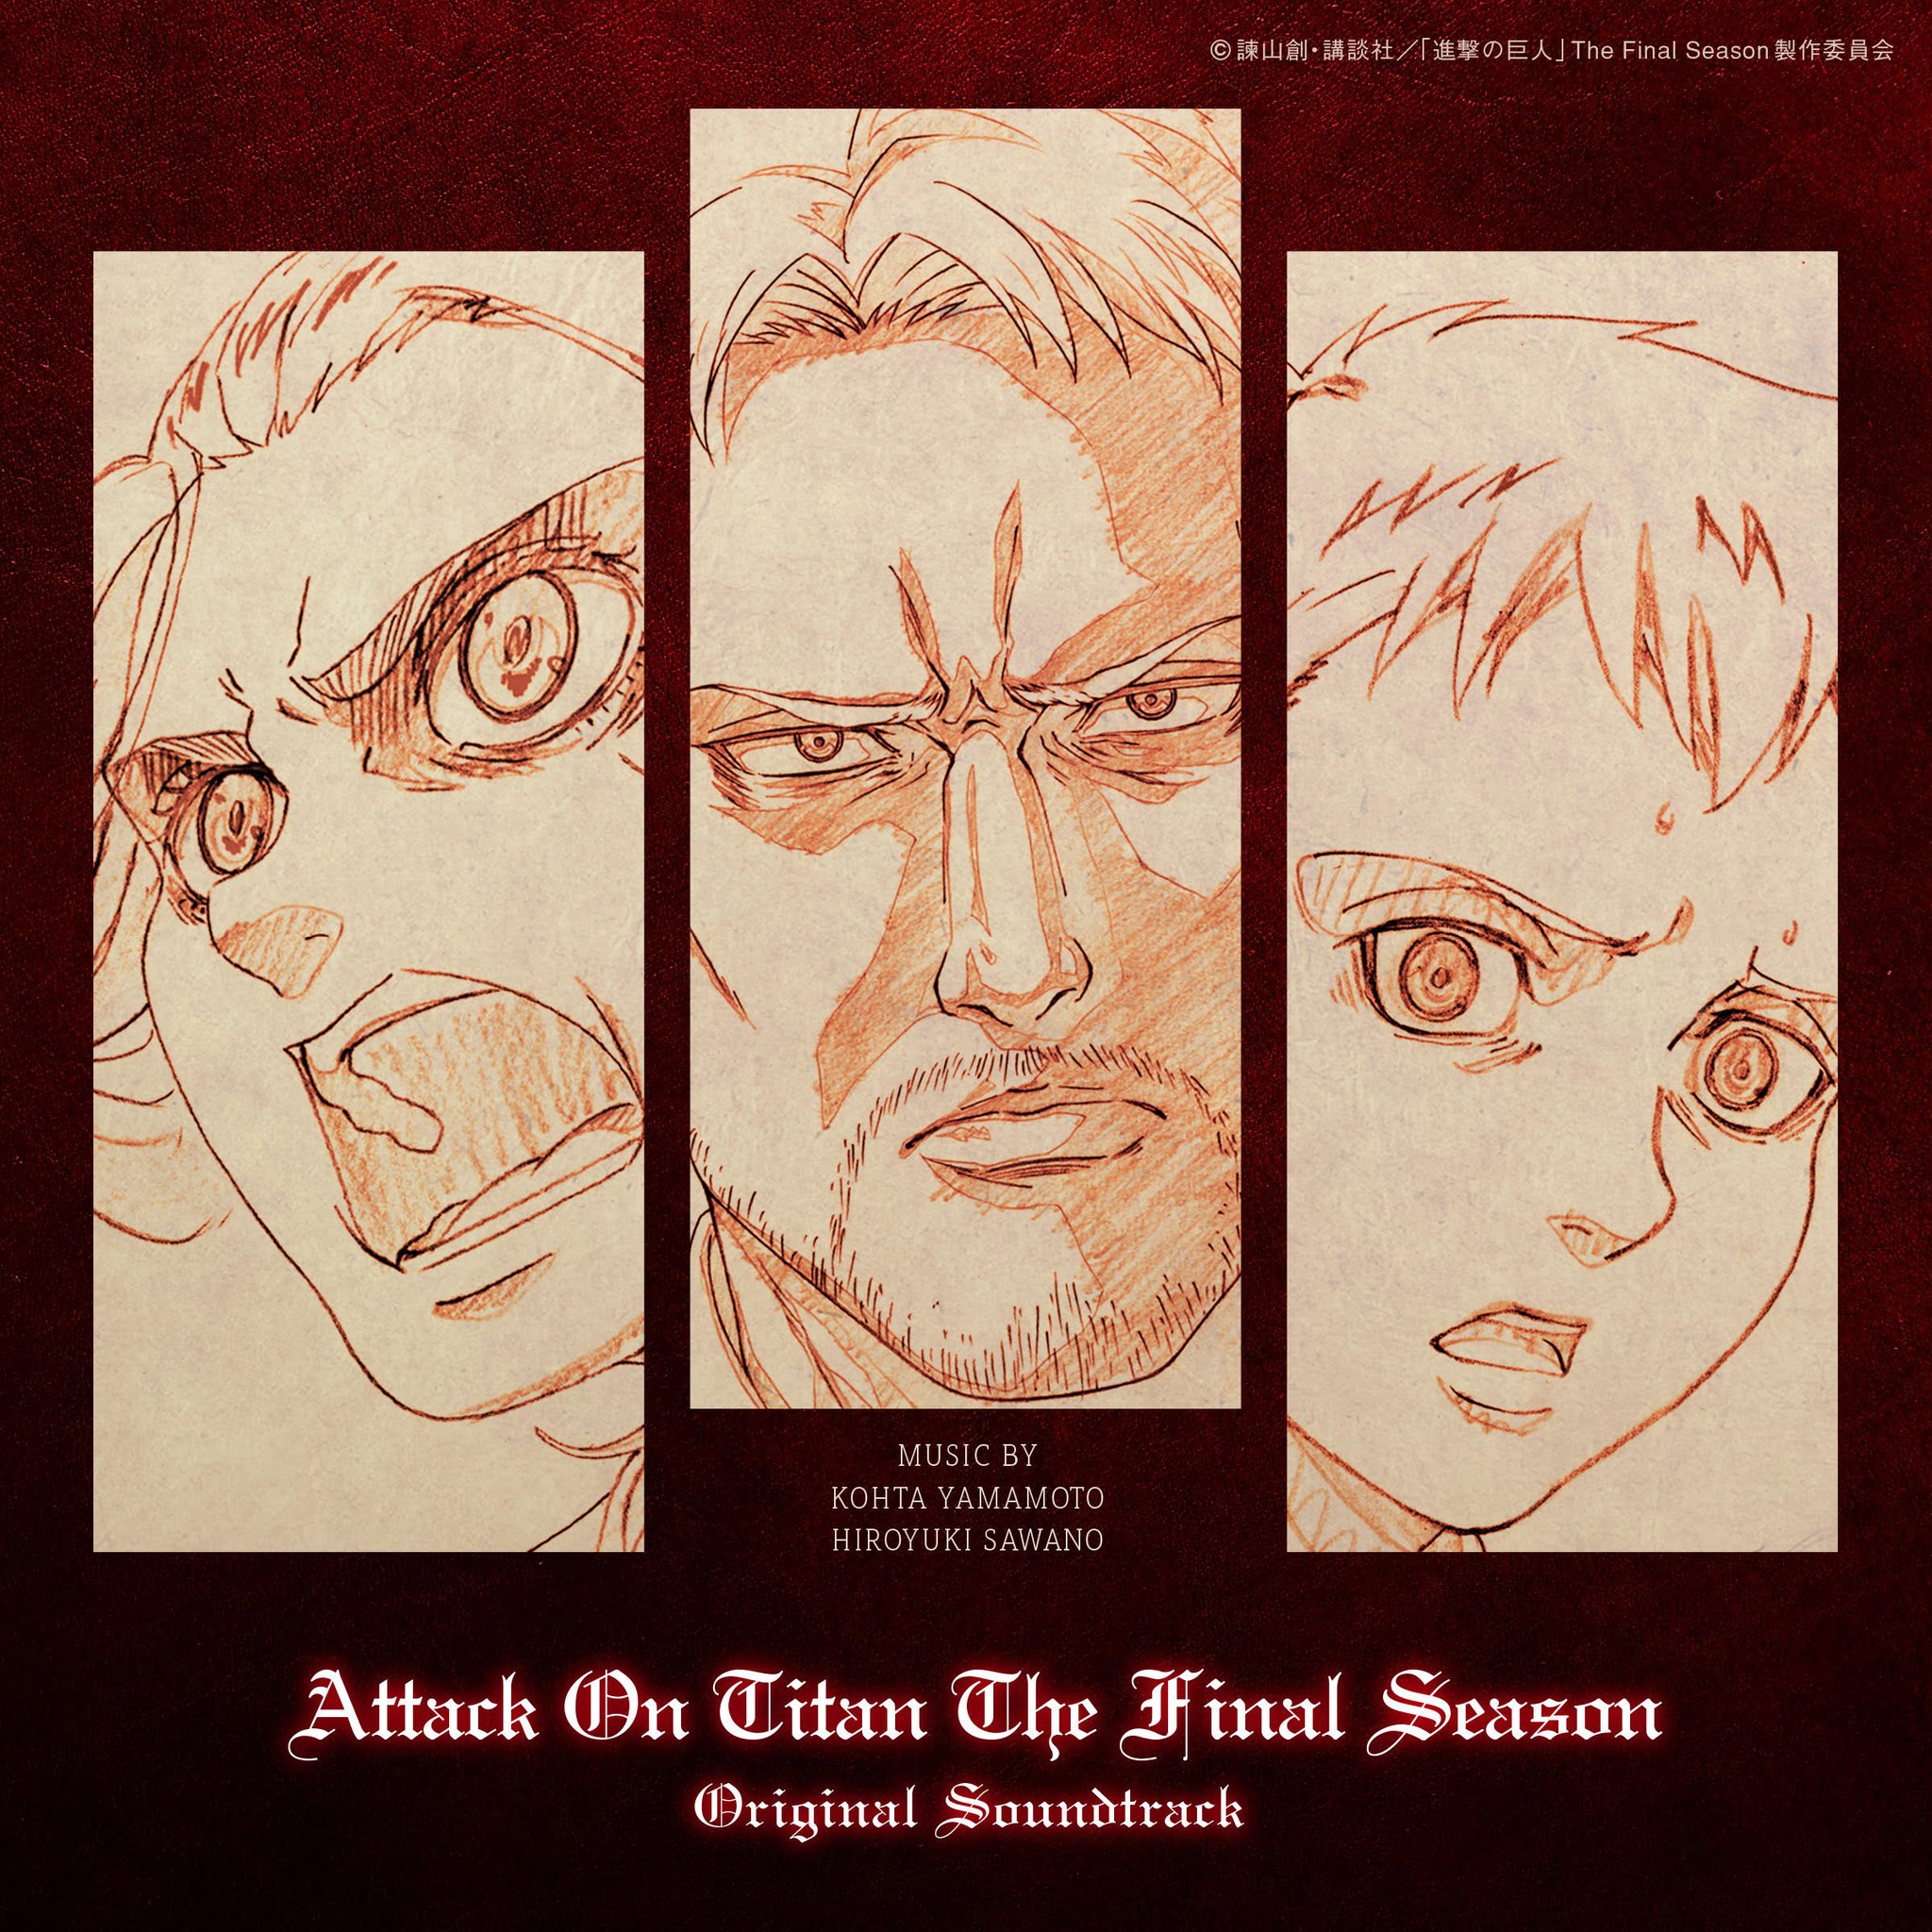 ©諫山創・講談社／「進撃の巨人」The Final Season製作委員会
MUSIC BY
KOHTA YAMAMOTO
HIROYUKI SAWANO
Attack On Titan The Final Season
Original Soundtrack